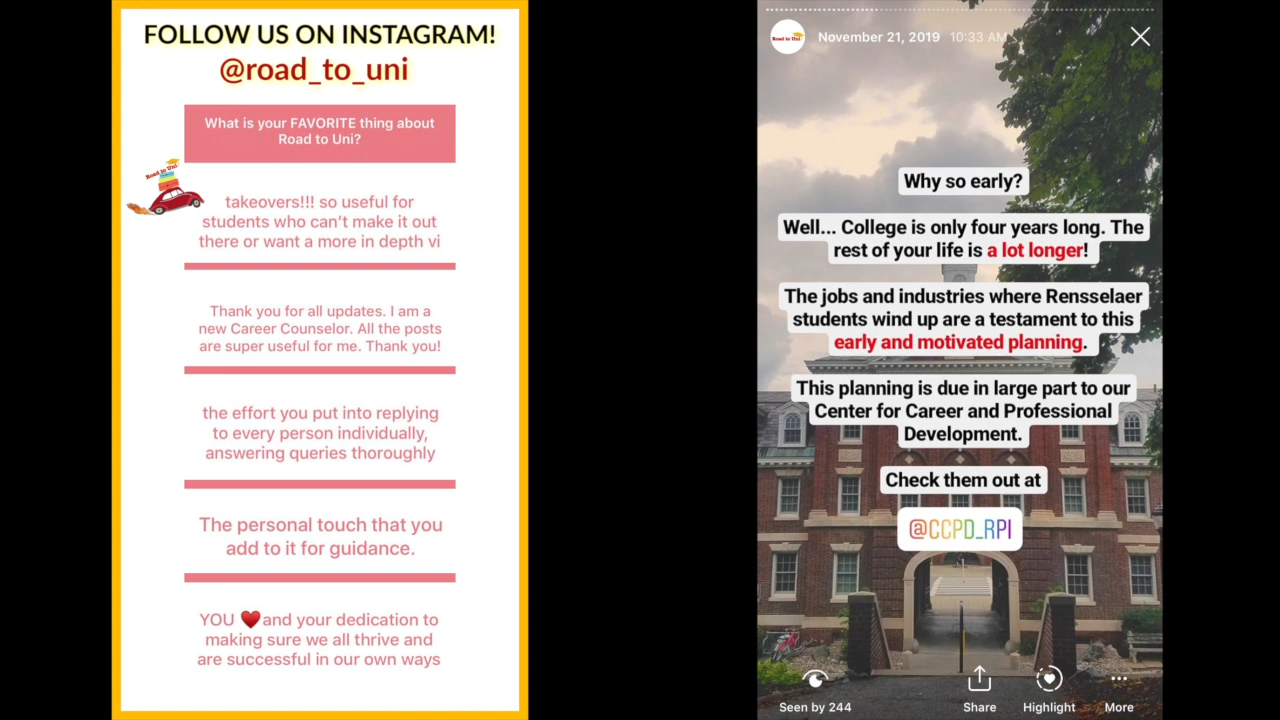 FOLLOW US ON INSTAGRAM!
@road_to_uni
What is your FAVORITE thing about
Road to Uni?
Road to Uni
takeovers!!! so useful for
students who can’t make it out
there or want a more in depth vi
Thank you for all updates. I am a
new Career Counselor. All the posts
are super useful for me. Thank you!
the effort you put into replying
to every person individually,
answering queries thoroughly
The personal touch that you
add to it for guidance.
YOU ❤️and your dedication to
making sure we all thrive and
are successful in our own ways
Road to Uni
November 21, 2019 10:33 AM
Why so early?
Well... College is only four years long. The
rest of your life is a lot longer!
The jobs and industries where Rensselaer
students wind up are a testament to this
early and motivated planning.
This planning is due in large part to our
Center for Career and Professional
Development.
Check them out at
@CCPD_RPI
Seen by 244
Share
Highlight
More